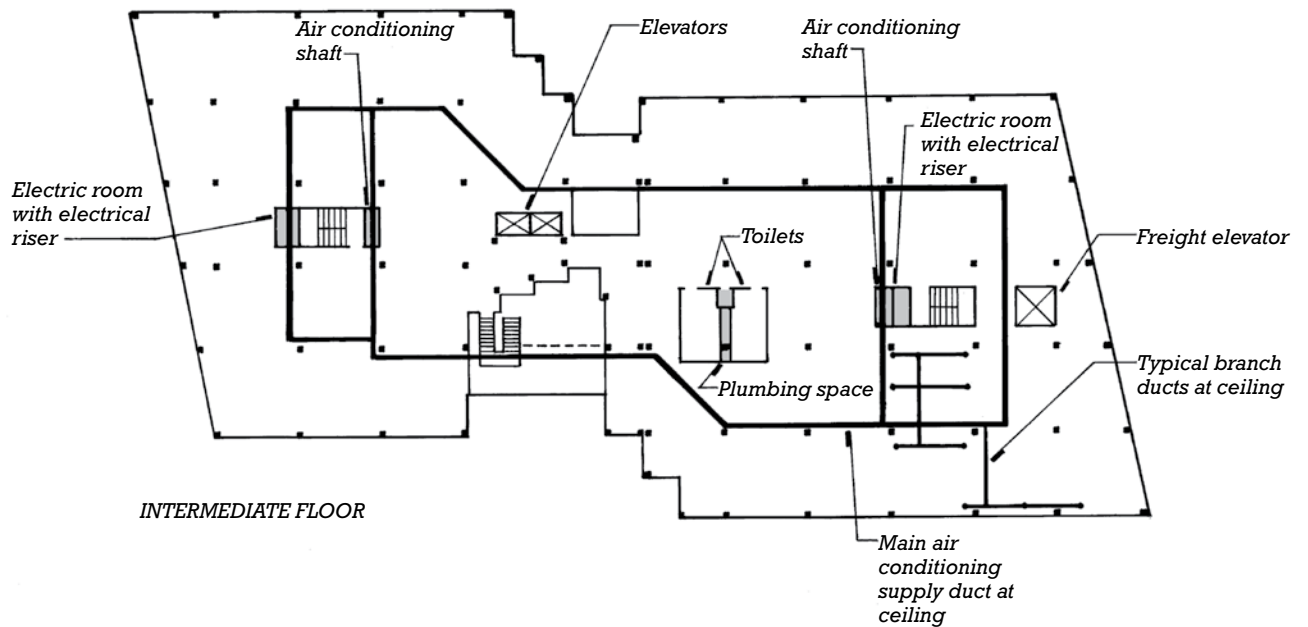 Air conditioning
shaft
Elevators
Air conditioning
shaft
Electric room
with electrical
riser
Electric room
with electrical
riser
Toilets
Freight elevator
Plumbing space
Typical branch
ducts at ceiling
INTERMEDIATE FLOOR
Main air
conditioning
supply duct at
ceiling